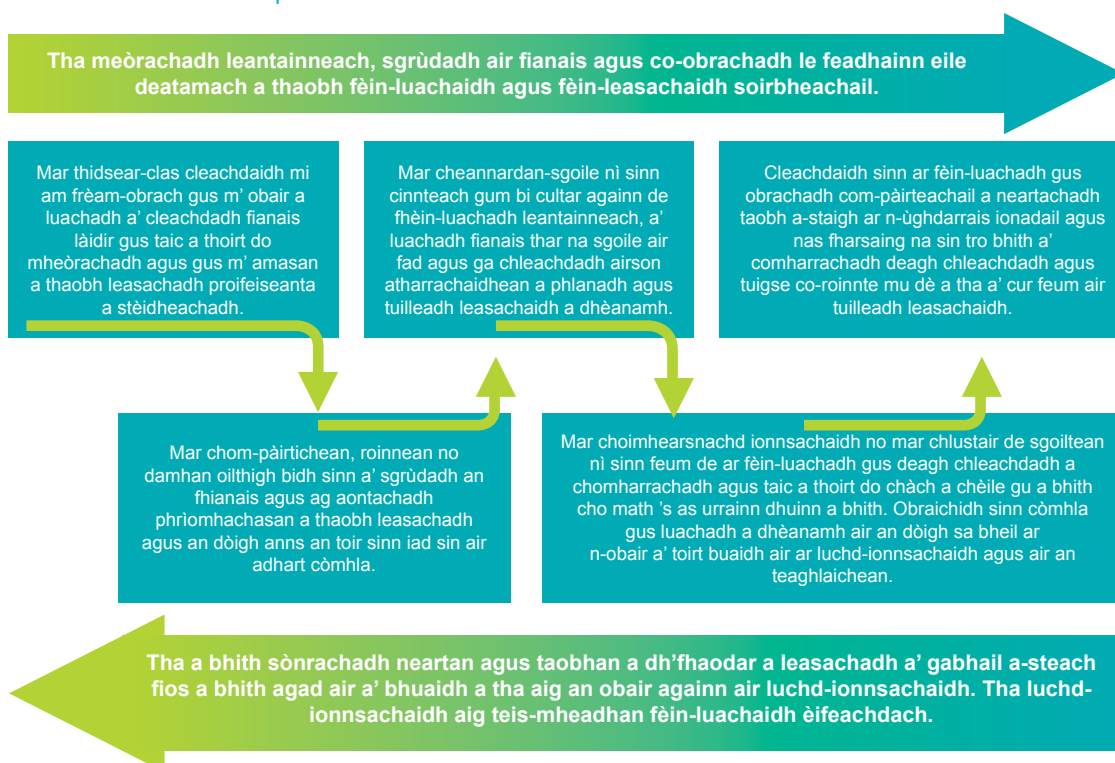 Tha meòrachadh leantainneach, sgrùdadh air fianais agus co-obrachadh le feadhainn eile
deatamach a thaobh fèin-luachaidh agus fèin-leasachaidh soirbheachail.
Mar thidsear-clas cleachdaidh mi
am frèam-obrach gus m' obair a
luachadh a' cleachdadh fianais
làidir gus taic a thoirt do
mheòrachadh agus gus m' amasan
a thaobh leasachadh proifeiseanta
a stèidheachadh.
Mar chom-pàirtichean, roinnean no
damhan oilthigh bidh sinn a' sgrùdadh an
fhianais agus ag aontachadh
phrìomhachasan a thaobh leasachadh
agus an dòigh anns an toir sinn iad sin air
adhart còmhla.
Mar cheannardan-sgoile nì sinn
cinnteach gum bi cultar againn de
fhèin-luachadh leantainneach, a'
luachadh fianais thar na sgoile air
fad agus ga chleachdadh airson
atharrachaidhean a phlanadh agus
tuilleadh leasachaidh a dhèanamh.
Mar choimhearsnachd ionnsachaidh no mar chlustair de sgoiltean
nì sinn feum de ar fèin-luachadh gus deagh chleachdadh a
chomharrachadh agus taic a thoirt do chàch a chèile gu a bhith
cho math 's as urrainn dhuinn a bhith. Obraichidh sinn còmhla
gus luachadh a dhèanamh air an dòigh sa bheil ar
n-obair a' toirt buaidh air ar luchd-ionnsachaidh agus air an
teaghlaichean.
Cleachdaidh sinn ar fèin-luachadh gus
obrachadh com-pàirteachail a neartachadh
taobh a-staigh ar n-ùghdarrais ionadail agus
nas fharsaing na sin tro bhith a'
comharrachadh deagh chleachdadh agus
tuigse co-roinnte mu dè a tha a' cur feum air
tuilleadh leasachaidh.
Tha a bhith sònrachadh neartan agus taobhan a dh'fhaodar a leasachadh a' gabhail a-steach
fios a bhith agad air a' bhuaidh a tha aig an obair againn air luchd-ionnsachaidh. Tha luchd-
ionnsachaidh aig teis-mheadhan fèin-luachaidh èifeachdach.